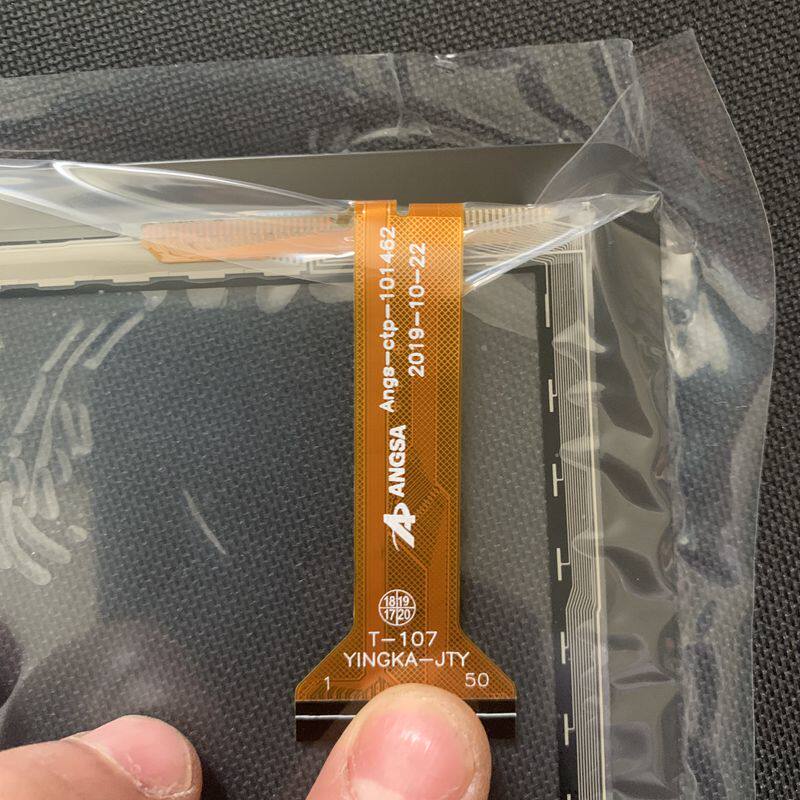 Angs-ctp-101462
2019-10-22
ANGSA
18 19
17 20
T-107
YINGKA-JTY
1 50